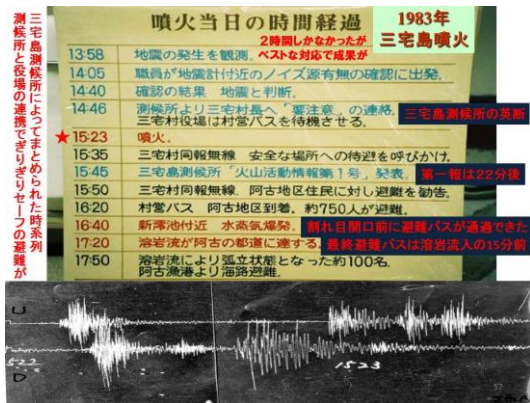 噴火当日の時間経過
1983年
三宅島噴火
2時間しかなかったが
ベストな対応で成果が
13:58 地震の発生を観測。
14:05 職員が地震計付近のノイズ源有無の確認に出発。
14:40 確認の結果 地震と判断。
14:46 測候所より三宅村長へ「要注意」の連絡。
三宅村役場は村営バスを待機させる。
三宅島測候所の英断
★15:23 噴火。
15:35 三宅村同報無線 安全な場所への待避を呼びかけ。
15:45 三宅島測候所「火山活動情報第1号」発表。
第一報は22分後
15:50 三宅村同報無線 阿古地区住民に対し避難を勧告。
16:20 村営バス 阿古地区到着。約750人が避難。
16:40 新澪池付近 水蒸気爆発。
割れ目開口前に避難バスが通過できた
17:20 溶岩流が阿古の都道に達する。
最終避難バスは溶岩流入の15分前
17:50 溶岩流により孤立状態となった約100名、
阿古漁港より海路避難。
三宅島測候所によってまとめられた時系列
測候所と役場の連携でぎりぎりセーフの避難が
U
D
1522
1523